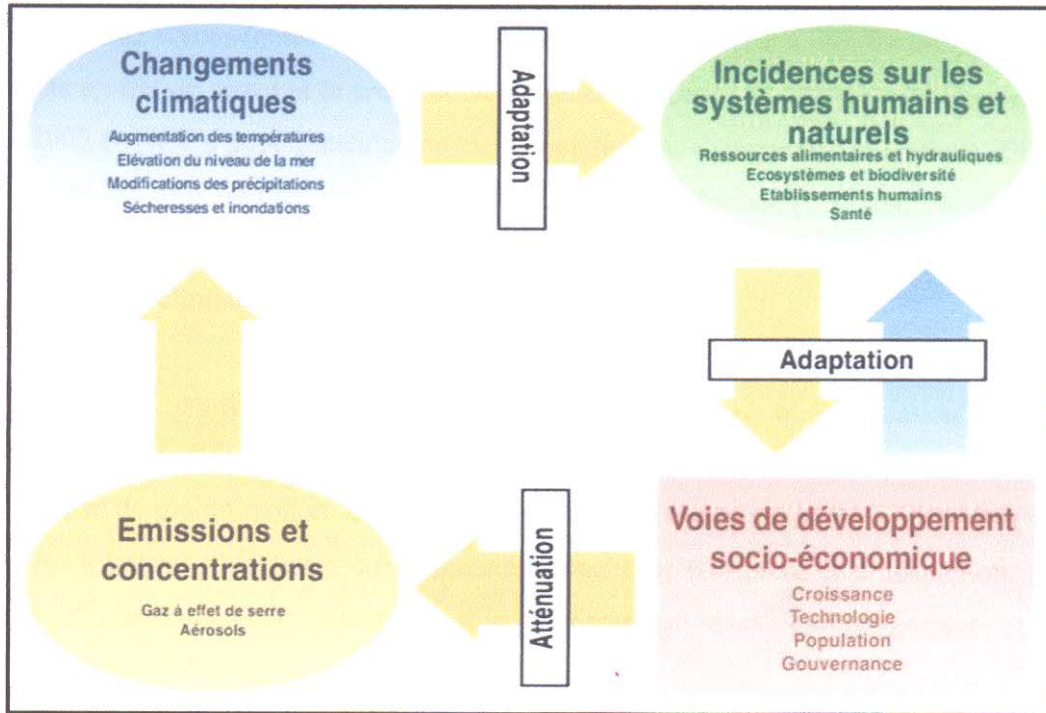 Changements
climatiques
Augmentation des températures
Elévation du niveau de la mer
Modifications des précipitations
Sécheresses et inondations
Adaptation
Incidences sur les
systèmes humains et
naturels
Ressources alimentaires et hydrauliques
Ecosystèmes et biodiversité
Etablissements humains
Santé
Adaptation
Emissions et
concentrations
Gaz à effet de serre
Aérosols
Atténuation
Voies de développement
socio-économique
Croissance
Technologie
Population
Gouvernance